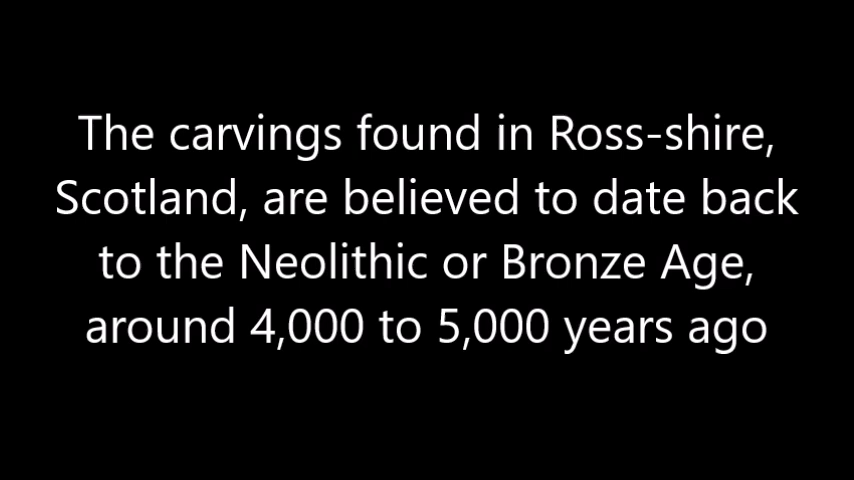 The carvings found in Ross-shire,
Scotland, are believed to date back
to the Neolithic or Bronze Age,
around 4,000 to 5,000 years ago